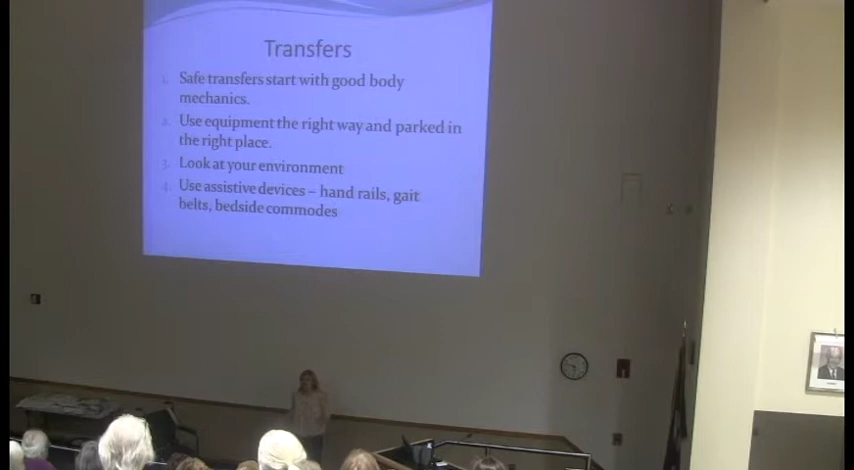 Transfers
1. Safe transfers start with good body
mechanics.
2. Use equipment the right way and parked in
the right place.
3. Look at your environment
4. Use assistive devices – hand rails, gait
belts, bedside commodes